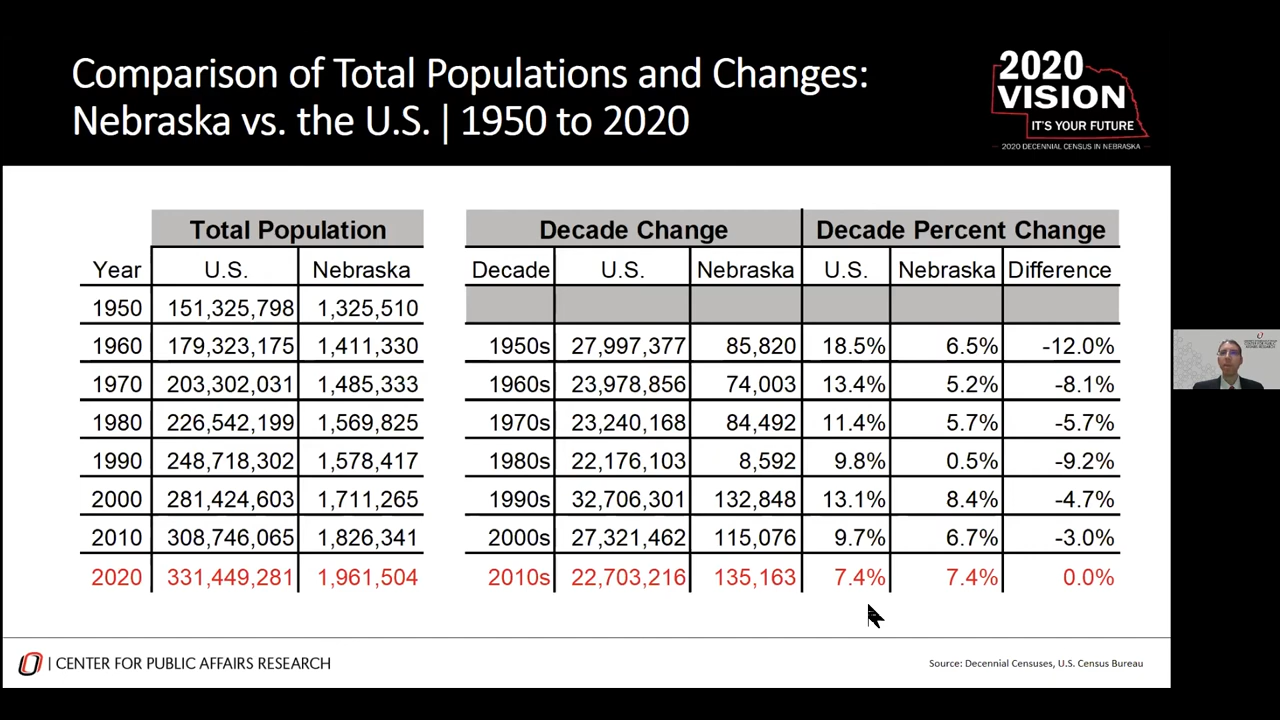 Comparison of Total Populations and Changes:
Nebraska vs. the U.S. | 1950 to 2020
2020
VISION
IT'S YOUR FUTURE
2020 DECENNIAL CENSUS IN NEBRASKA
Total Population
Decade Change Decade Percent Change
Year U.S. Nebraska Decade U.S. Nebraska U.S. Nebraska Difference
1950 151,325,798 1,325,510
1960 179,323,175 1,411,330 1950s 27,997,377 85,820 18.5% 6.5% -12.0%
1970 203,302,031 1,485,333 1960s 23,978,856 74,003 13.4% 5.2% -8.1%
1980 226,542,199 1,569,825 1970s 23,240,168 84,492 11.4% 5.7% -5.7%
1990 248,718,302 1,578,417 1980s 22,176,103 8,592 9.8% 0.5% -9.2%
2000 281,424,603 1,711,265 1990s 32,706,301 132,848 13.1% 8.4% -4.7%
2010 308,746,065 1,826,341 2000s 27,321,462 115,076 9.7% 6.7% -3.0%
2020 331,449,281 1,961,504 2010s 22,703,216 135,163 7.4% 7.4% 0.0%
| CENTER FOR PUBLIC AFFAIRS RESEARCH
Source: Decennial Censuses, U.S. Census Bureau